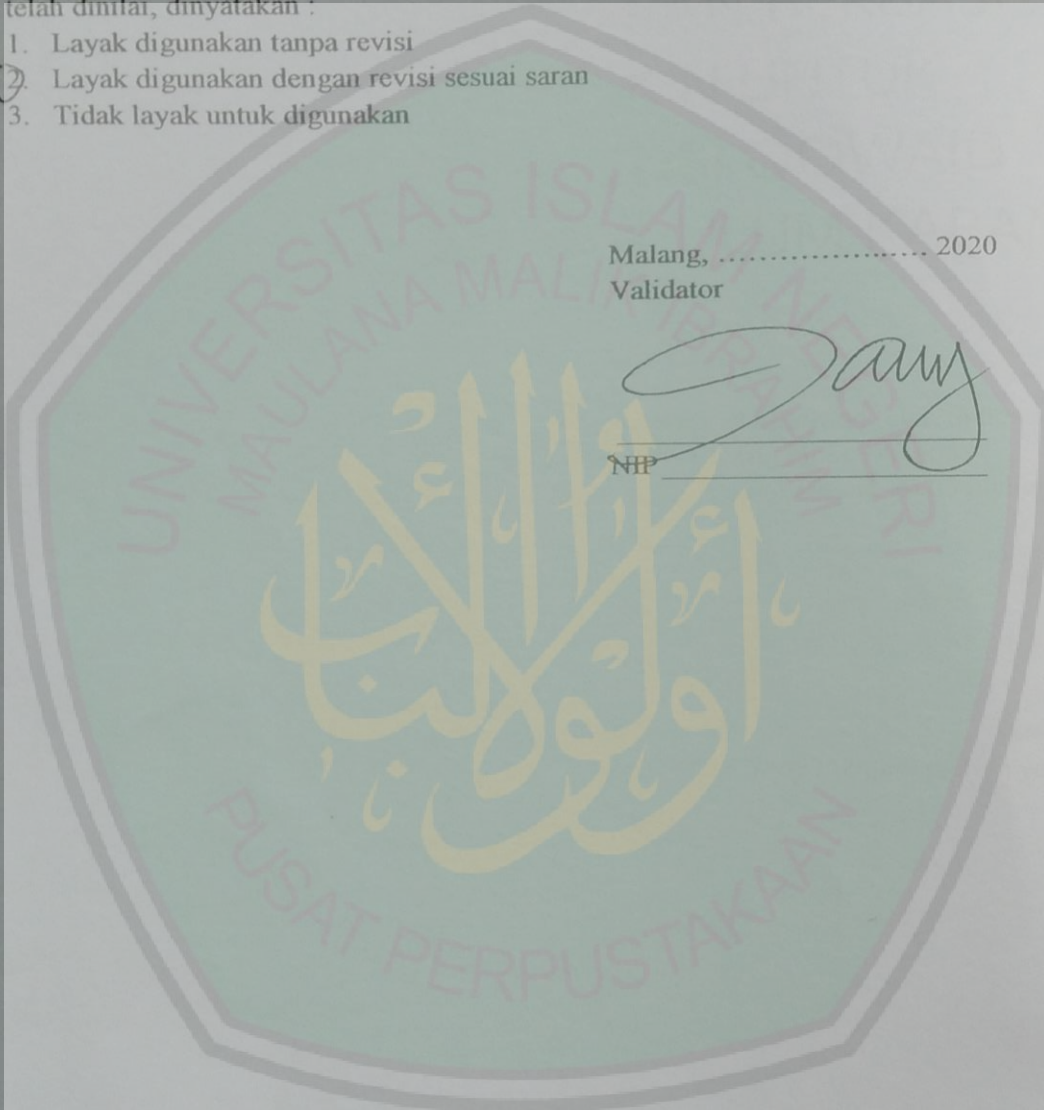 telah dinilai, dinyatakan :
1. Layak digunakan tanpa revisi
2. Layak digunakan dengan revisi sesuai saran
3. Tidak layak untuk digunakan
Malang, ...................... 2020
Validator
NIP
UNIVERSITAS ISLAM NEGERI
MAULANA MALIK IBRAHIM
PUSAT PERPUSTAKAAN